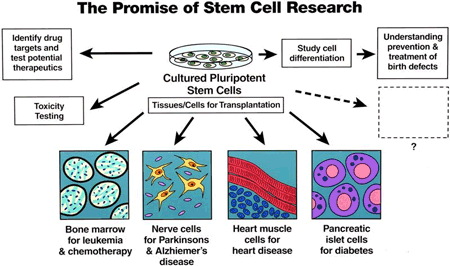 The Promise of Stem Cell Research
Identify drug
targets and test
potential
therapeutics
Toxicity
Testing
Cultured Pluripotent
Stem Cells
Study cell
differentiation
Understanding
prevention &
treatment of
birth defects
?
Tissues/Cells for Transplantation
Bone marrow
for leukemia
& chemotherapy
Nerve cells
for Parkinsons
& Alzhiemer's
disease
Heart muscle
cells for
heart disease
Pancreatic
islet cells
for diabetes